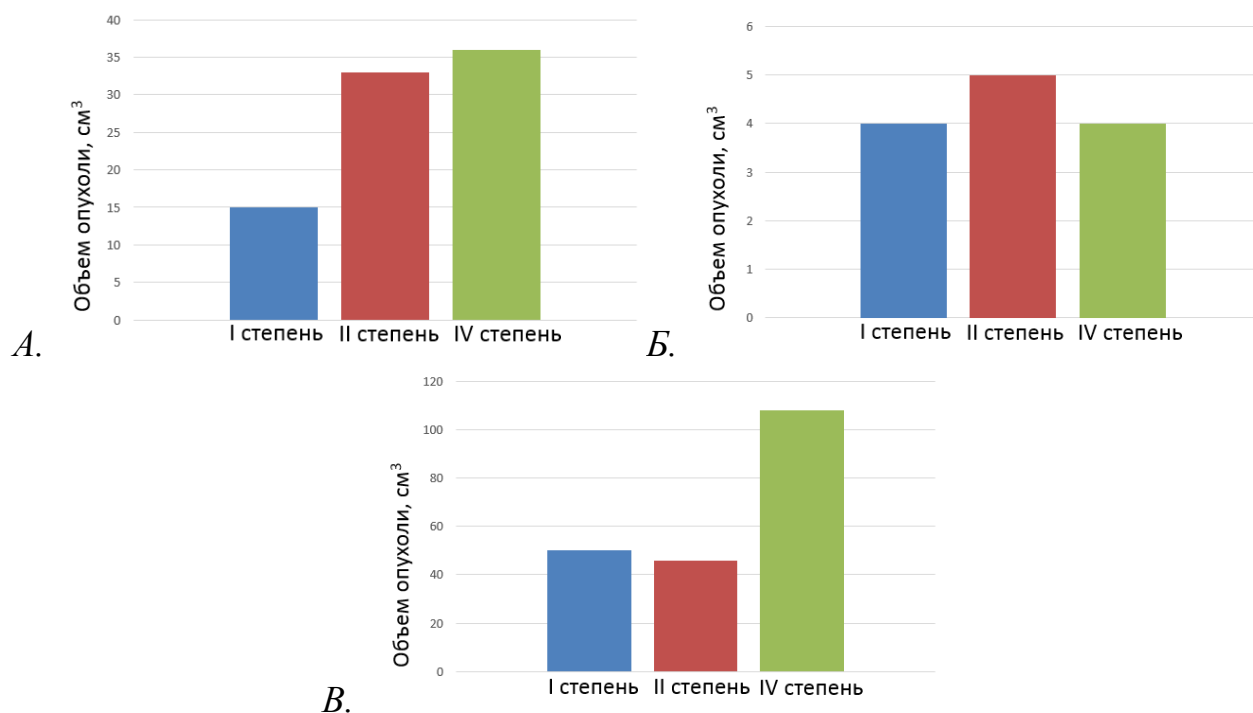 40
35
30
25
20
15
10
5
0
Объем опухоли, см³
I степень II степень IV степень
А.
6
5
4
3
2
1
0
Объем опухоли, см³
I степень II степень IV степень
Б.
120
100
80
60
40
20
0
Объем опухоли, см³
I степень II степень IV степень
В.